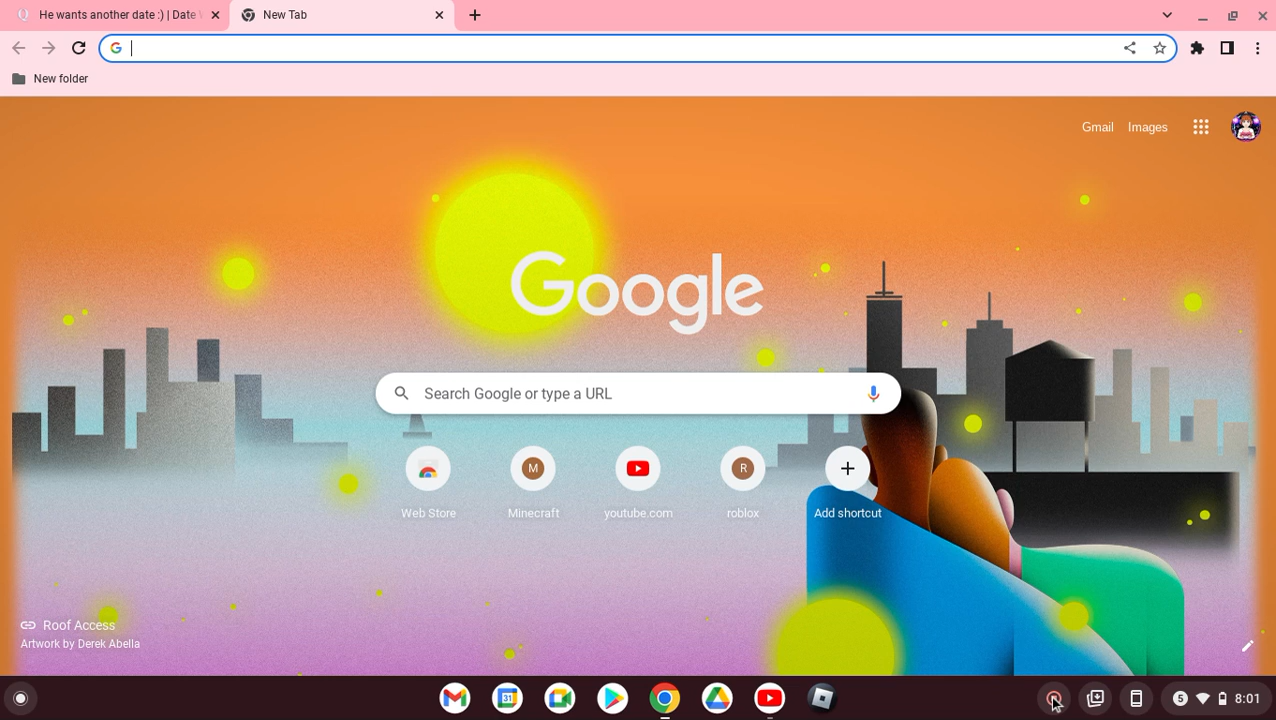 He wants another date :) | Date W
New Tab
New folder
Gmail
Images
Google
Search Google or type a URL
M
R
Web Store
Minecraft
youtube.com
roblox
Add shortcut
Roof Access
Artwork by Derek Abella
31
5
8:01